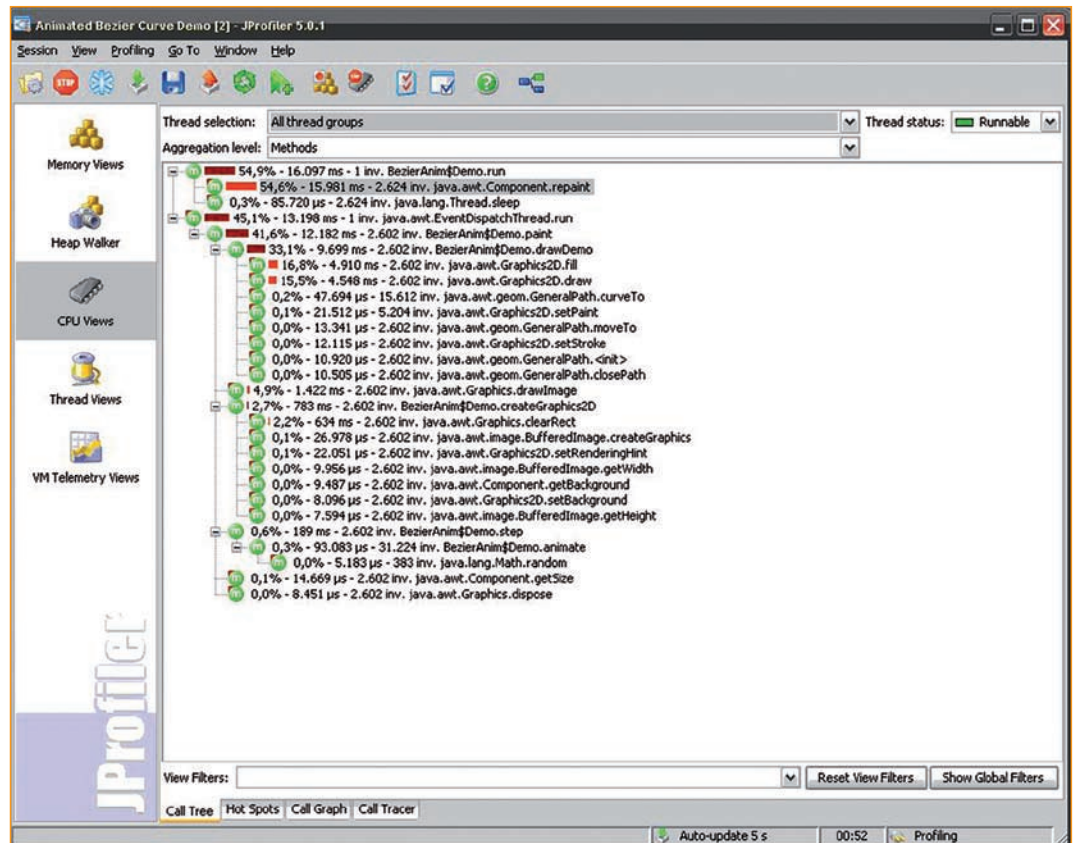 Animated Bezier Curve Demo [2] - JProfiler 5.0.1
Session View Profiling Go To Window Help
STOP
Thread selection: All thread groups Thread status: Runnable
Aggregation level: Methods
Memory Views
Heap Walker
CPU Views
Thread Views
VM Telemetry Views
54,9% - 16.097 ms - 1 inv. BezierAnim$Demo.run
54,6% - 15.981 ms - 2.624 inv. java.awt.Component.repaint
0,3% - 85.720 µs - 2.624 inv. java.lang.Thread.sleep
45,1% - 13.198 ms - 1 inv. java.awt.EventDispatchThread.run
41,6% - 12.182 ms - 2.602 inv. BezierAnim$Demo.paint
33,1% - 9.699 ms - 2.602 inv. BezierAnim$Demo.drawDemo
16,8% - 4.910 ms - 2.602 inv. java.awt.Graphics2D.fill
15,5% - 4.548 ms - 2.602 inv. java.awt.Graphics2D.draw
0,2% - 47.694 µs - 15.612 inv. java.awt.geom.GeneralPath.curveTo
0,1% - 21.512 µs - 5.204 inv. java.awt.Graphics2D.setPaint
0,0% - 13.341 µs - 2.602 inv. java.awt.geom.GeneralPath.moveTo
0,0% - 12.115 µs - 2.602 inv. java.awt.Graphics2D.setStroke
0,0% - 10.920 µs - 2.602 inv. java.awt.geom.GeneralPath.<init>
0,0% - 10.505 µs - 2.602 inv. java.awt.geom.GeneralPath.closePath
4,9% - 1.422 ms - 2.602 inv. java.awt.Graphics.drawImage
2,7% - 783 ms - 2.602 inv. BezierAnim$Demo.createGraphics2D
2,2% - 634 ms - 2.602 inv. java.awt.Graphics.clearRect
0,1% - 26.978 µs - 2.602 inv. java.awt.image.BufferedImage.createGraphics
0,1% - 22.051 µs - 2.602 inv. java.awt.Graphics2D.setRenderingHint
0,0% - 9.956 µs - 2.602 inv. java.awt.image.BufferedImage.getWidth
0,0% - 9.487 µs - 2.602 inv. java.awt.Component.getBackground
0,0% - 8.096 µs - 2.602 inv. java.awt.Graphics2D.setBackground
0,0% - 7.594 µs - 2.602 inv. java.awt.image.BufferedImage.getHeight
0,6% - 189 ms - 2.602 inv. BezierAnim$Demo.step
0,3% - 93.083 µs - 31.224 inv. BezierAnim$Demo.animate
0,0% - 5.183 µs - 383 inv. java.lang.Math.random
0,1% - 14.669 µs - 2.602 inv. java.awt.Component.getSize
0,0% - 8.451 µs - 2.602 inv. java.awt.Graphics.dispose
JProfiler
View Filters: Reset View Filters Show Global Filters
Call Tree Hot Spots Call Graph Call Tracer
Auto-update 5 s 00:52 Profiling